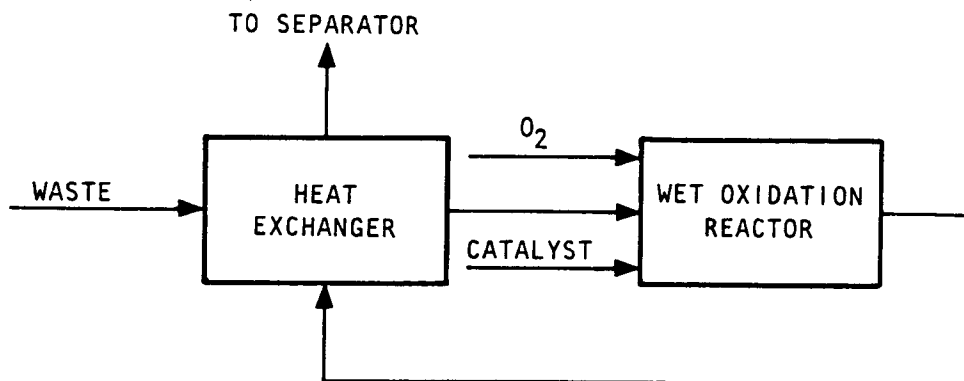 TO SEPARATOR
O2
WASTE
HEAT
EXCHANGER
WET OXIDATION
REACTOR
CATALYST